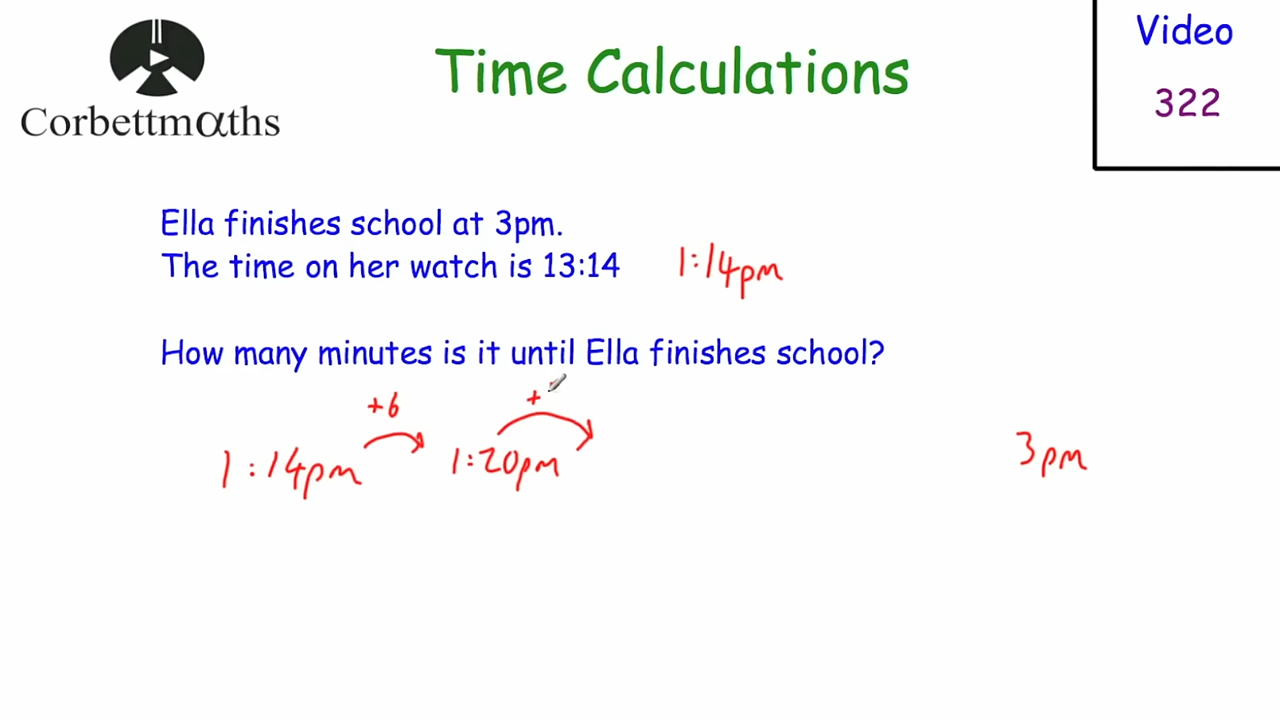 Corbettmαths
Time Calculations
Video
322
Ella finishes school at 3pm.
The time on her watch is 13:14
1:14pm
How many minutes is it until Ella finishes school?
+6
+
1:14pm
1:20pm
3pm